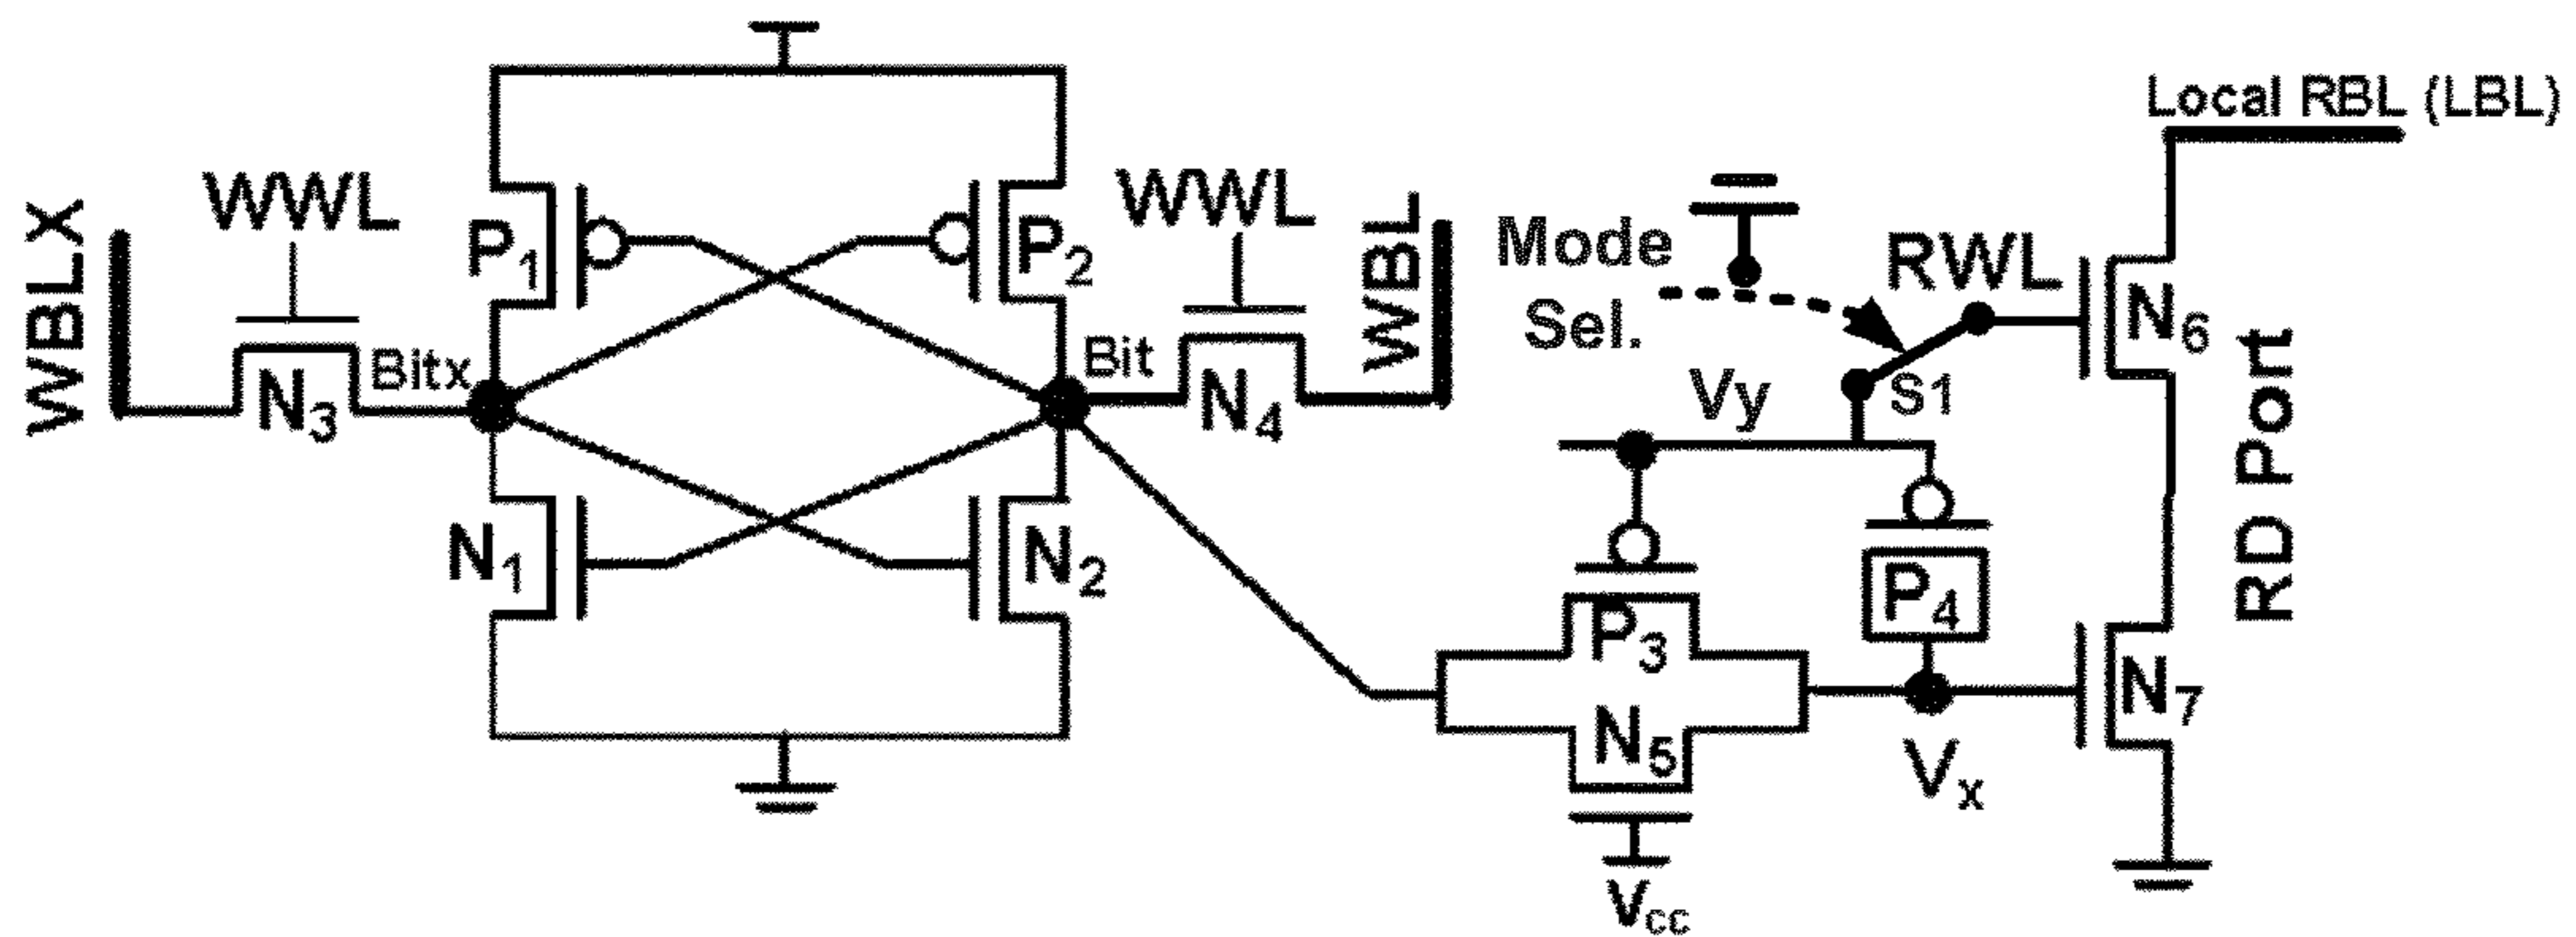 Local RBL (LBL)
WBLX
WWL
P1
P2
WWL
WBL
Mode
Sel.
RWL
N6
Bitx
N3
Bit
N4
Vy
S1
RD Port
N1
N2
P4
P3
N5
N7
Vx
Vcc